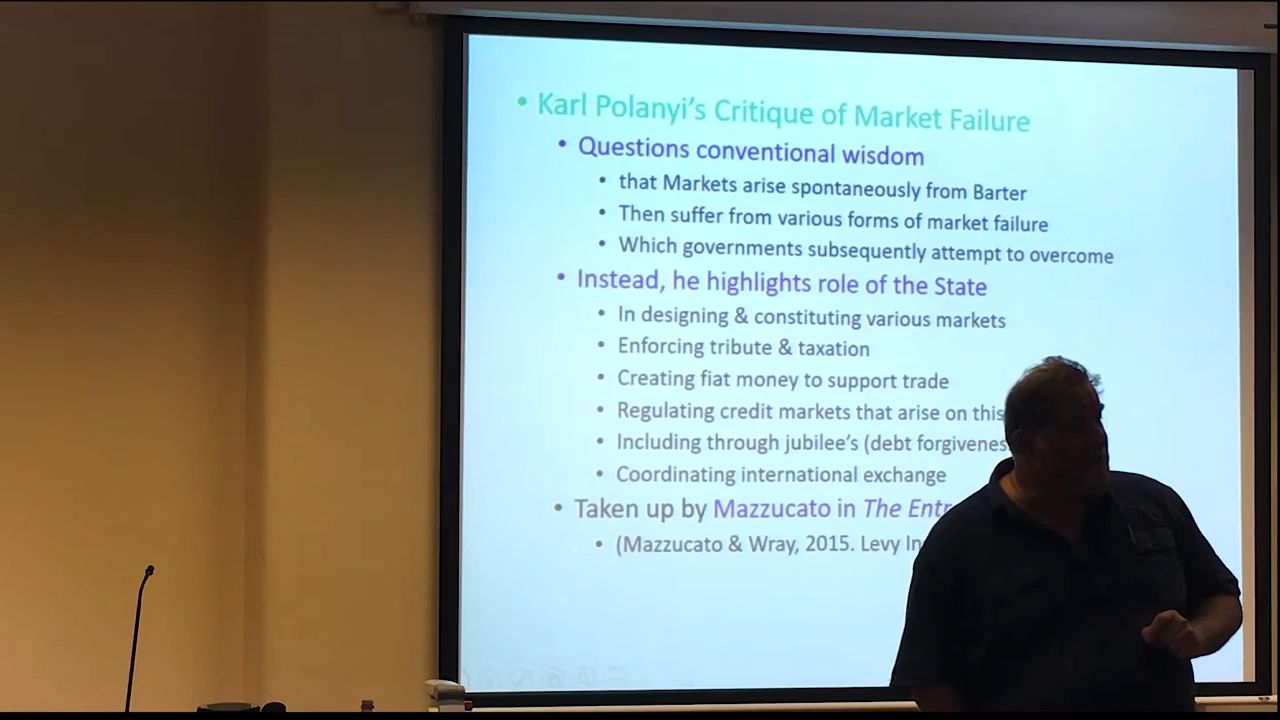 • Karl Polanyi's Critique of Market Failure
• Questions conventional wisdom
• that Markets arise spontaneously from Barter
• Then suffer from various forms of market failure
• Which governments subsequently attempt to overcome
• Instead, he highlights role of the State
• In designing & constituting various markets
• Enforcing tribute & taxation
• Creating fiat money to support trade
• Regulating credit markets that arise on this
• Including through jubilee's (debt
• Coordinating international exchange
• Taken up by Mazzucato in The
• (Mazzucato & Wray, 2015. Levy